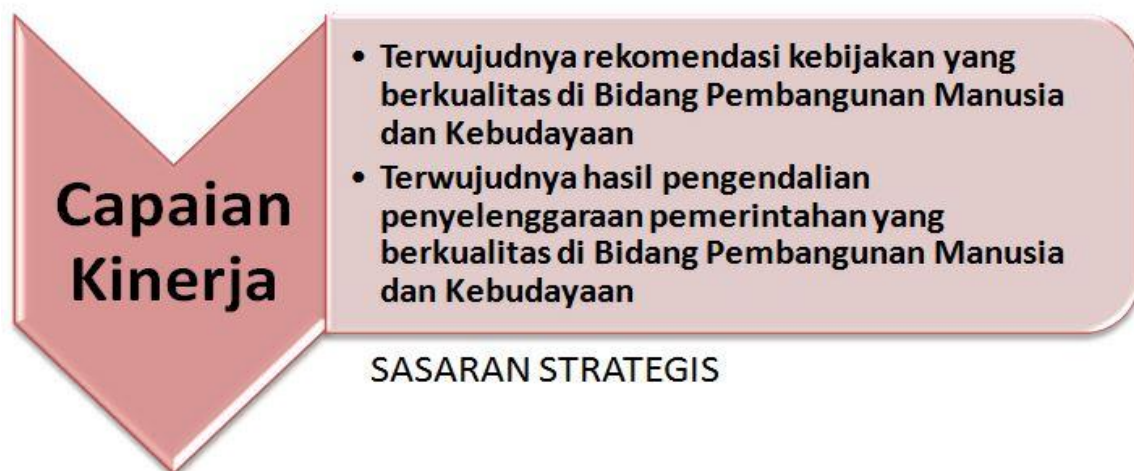 Capaian
Kinerja
• Terwujudnya rekomendasi kebijakan yang
berkualitas di Bidang Pembangunan Manusia
dan Kebudayaan
• Terwujudnya hasil pengendalian
penyelenggaraan pemerintahan yang
berkualitas di Bidang Pembangunan Manusia
dan Kebudayaan
SASARAN STRATEGIS